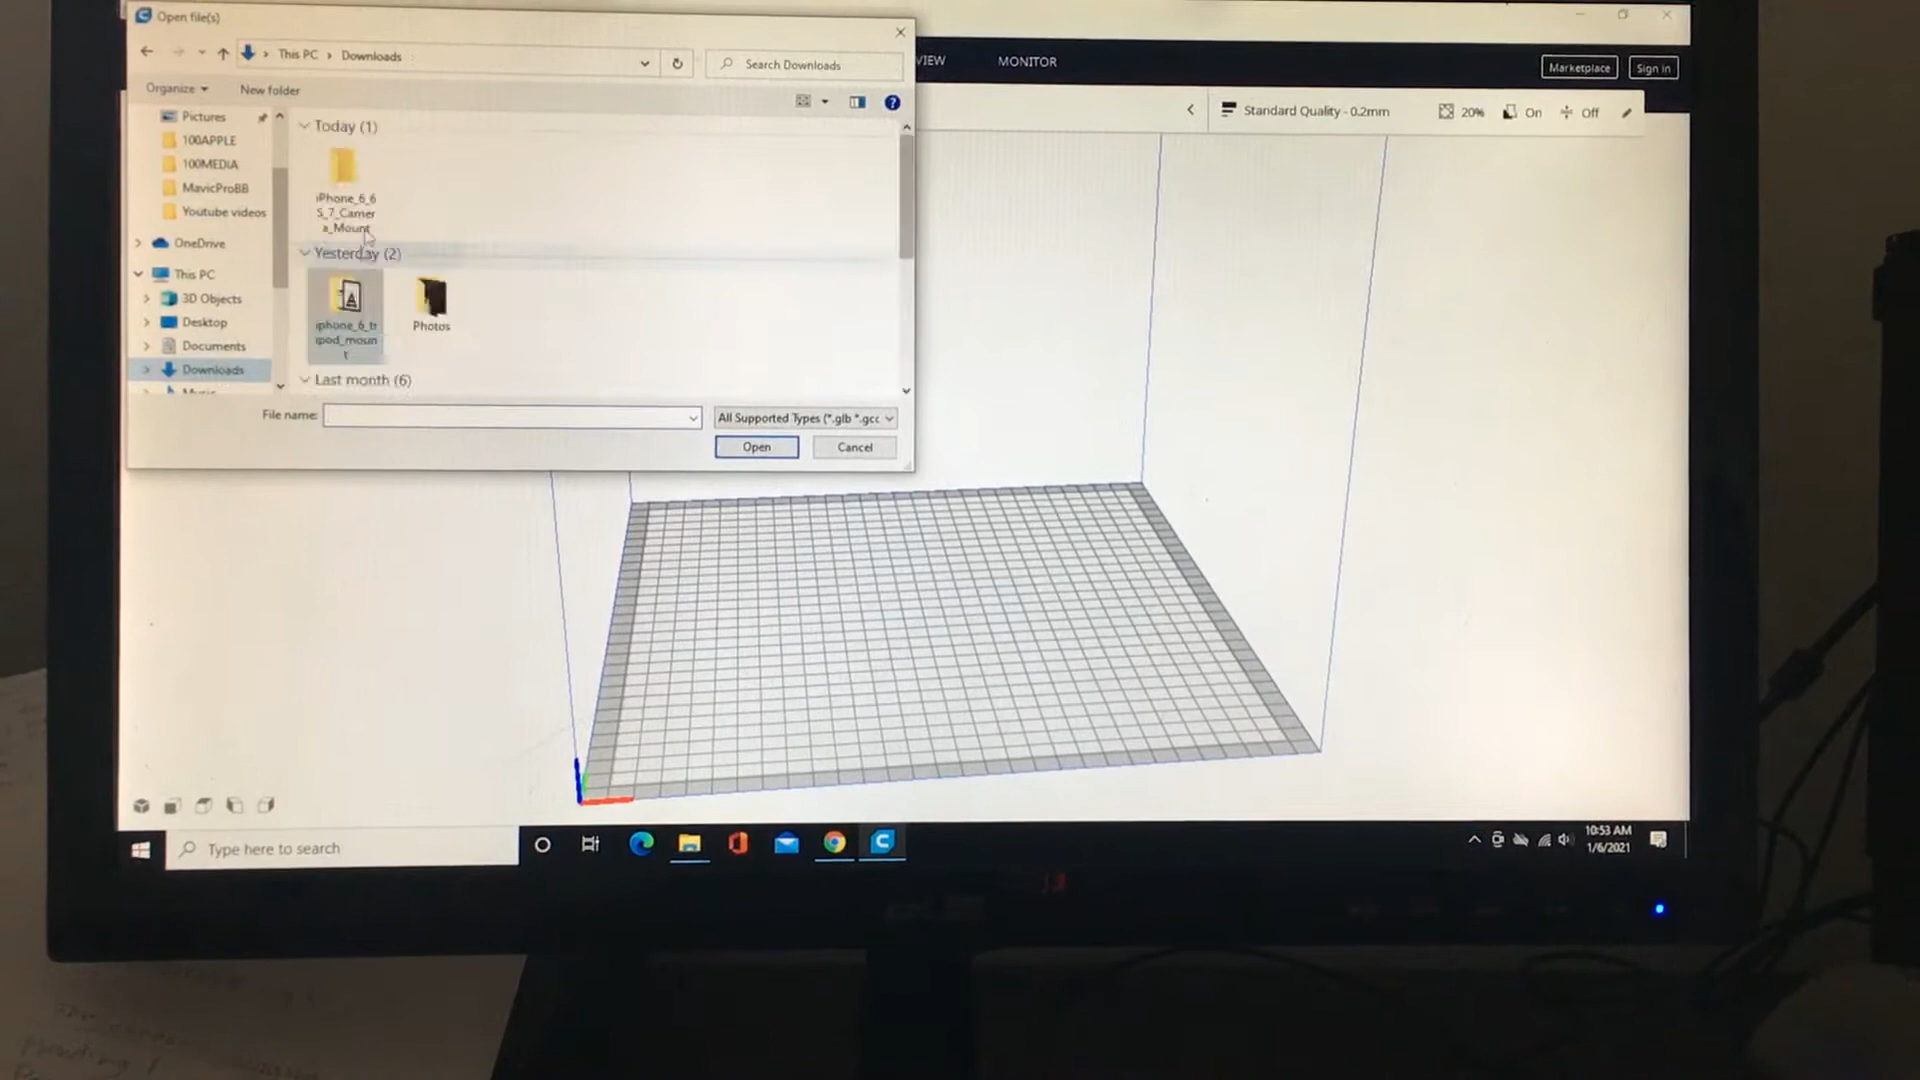 Open file(s)
This PC > Downloads
Search Downloads
VIEW
MONITOR
Marketplace
Sign in
Organize
New folder
Standard Quality - 0.2mm
20%
On
Off
Pictures
100APPLE
100MEDIA
MavicProBB
Youtube videos
OneDrive
This PC
3D Objects
Desktop
Documents
Downloads
Music
Today (1)
iPhone_6_6
S_7_Camer
a_Mount
Yesterday (2)
iphone_6_tr
ipod_moun
t
Photos
Last month (6)
File name:
All Supported Types (*.glb *.gcc
Open
Cancel
Type here to search
10:53 AM
1/6/2021